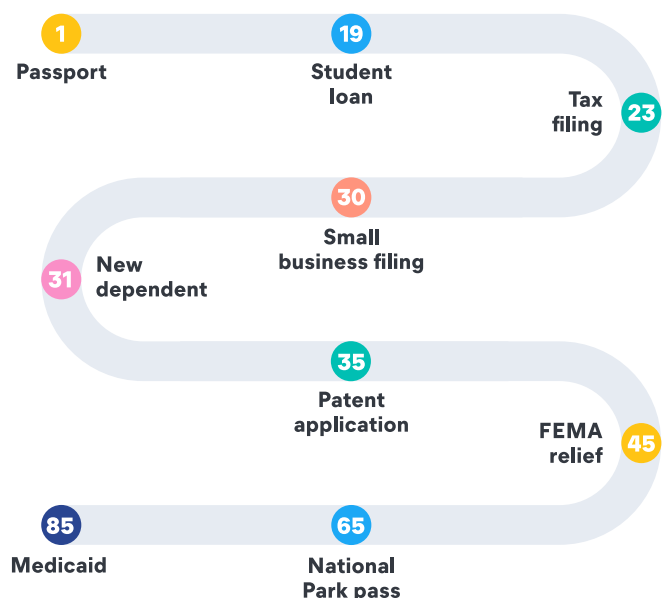 1
Passport
19
Student
loan
Tax
filing
23
30
Small
business filing
31
New
dependent
35
Patent
application
FEMA
relief
45
85
Medicaid
65
National
Park pass